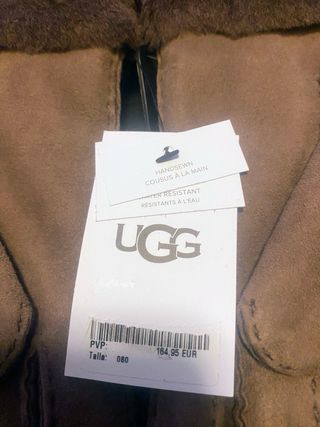 HANDSEWN
COUSUS À LA MAIN
WATER RESISTANT
RÉSISTANTS À L'EAU
UGG
PVP: 164,95 EUR
Talla: 080